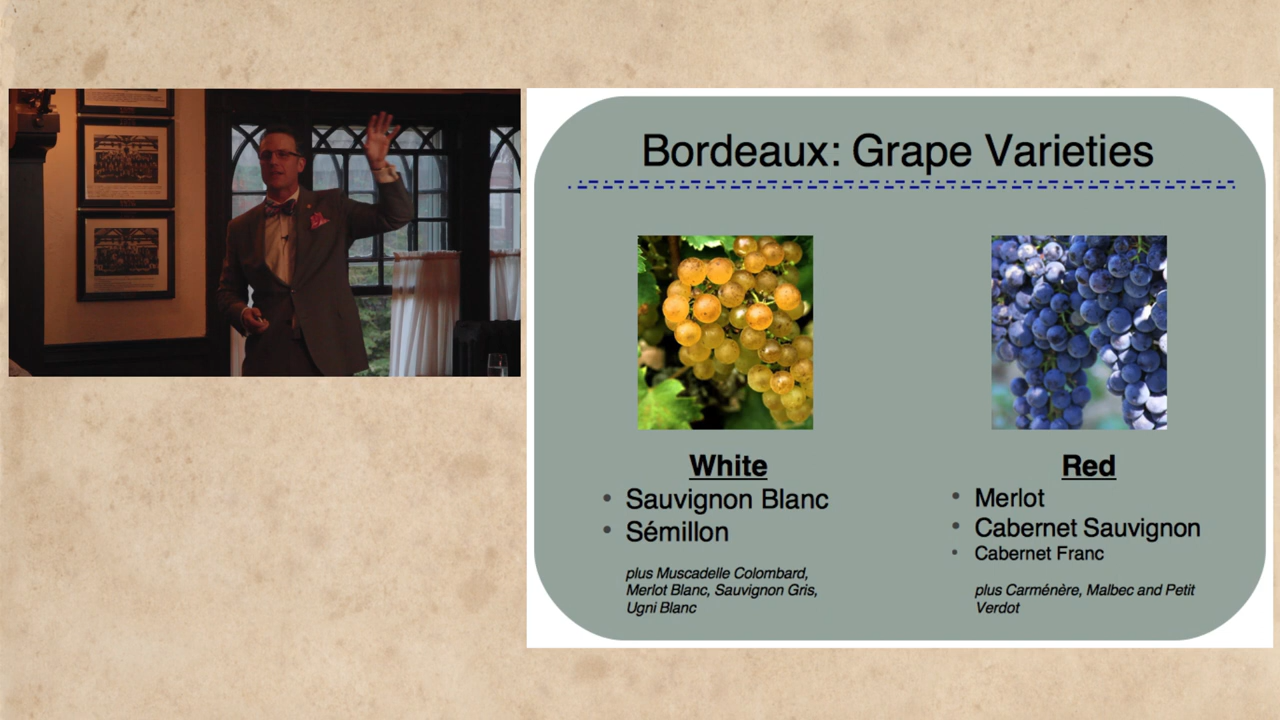 Bordeaux: Grape Varieties
White
Sauvignon Blanc
Sémillon
plus Muscadelle Colombard,
Merlot Blanc, Sauvignon Gris,
Ugni Blanc
Red
Merlot
Cabernet Sauvignon
Cabernet Franc
plus Carménère, Malbec and Petit
Verdot